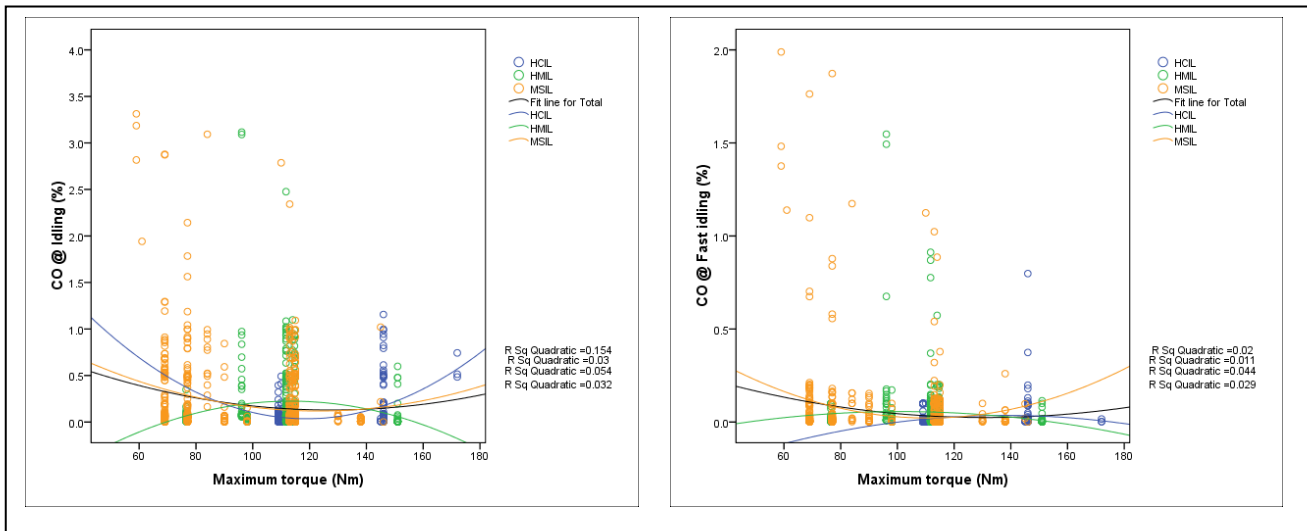 4.0
3.5
3.0
2.5
2.0
1.5
1.0
0.5
0.0
CO @ Idling (%)
60 80 100 120 140 160 180
Maximum torque (Nm)
HCIL
HMIL
MSIL
Fit line for Total
HCIL
HMIL
MSIL
R Sq Quadratic =0.154
R Sq Quadratic =0.03
R Sq Quadratic =0.054
R Sq Quadratic =0.032
2.0
1.5
1.0
0.5
0.0
CO @ Fast idling (%)
60 80 100 120 140 160 180
Maximum torque (Nm)
HCIL
HMIL
MSIL
Fit line for Total
HCIL
HMIL
MSIL
R Sq Quadratic =0.02
R Sq Quadratic =0.011
R Sq Quadratic =0.044
R Sq Quadratic =0.029